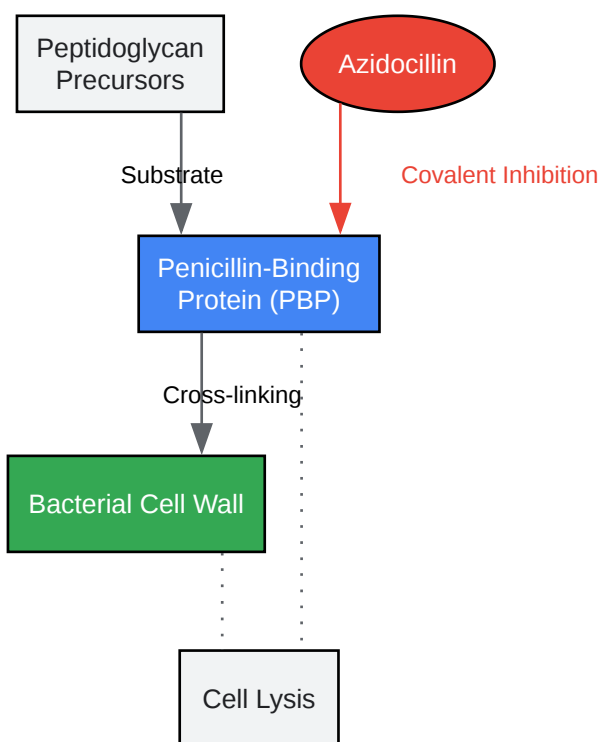 Peptidoglycan
Precursors
Azidocillin
Substrate
Covalent Inhibition
Penicillin-Binding
Protein (PBP)
Cross-linking
Bacterial Cell Wall
Cell Lysis